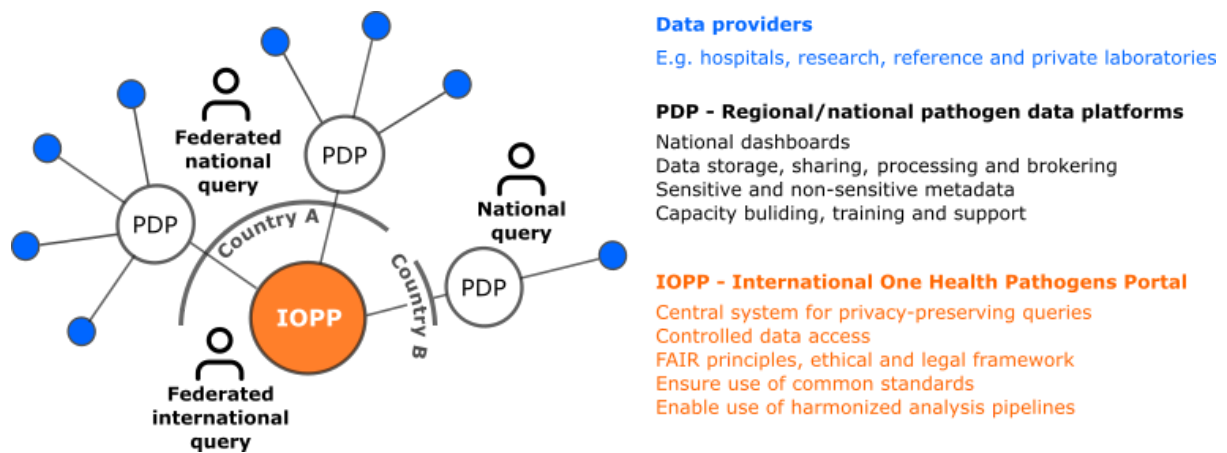 Federated
national
query
PDP
PDP
National
query
PDP
Country A
Country B
IOPP
Federated
international
query
Data providers
E.g. hospitals, research, reference and private laboratories
PDP - Regional/national pathogen data platforms
National dashboards
Data storage, sharing, processing and brokering
Sensitive and non-sensitive metadata
Capacity buliding, training and support
IOPP - International One Health Pathogens Portal
Central system for privacy-preserving queries
Controlled data access
FAIR principles, ethical and legal framework
Ensure use of common standards
Enable use of harmonized analysis pipelines